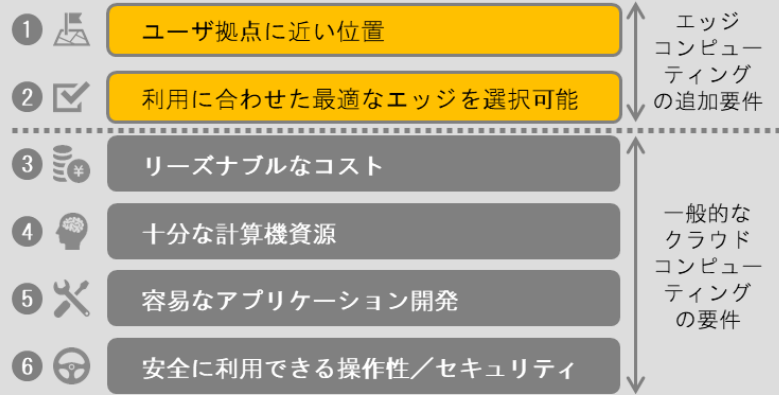 1 ユーザ拠点に近い位置
2 利用に合わせた最適なエッジを選択可能
エッジ
コンピュー
ティング
の追加要件
3 ¥ リーズナブルなコスト
4 十分な計算機資源
5 容易なアプリケーション開発
6 安全に利用できる操作性／セキュリティ
一般的な
クラウド
コンピュー
ティング
の要件